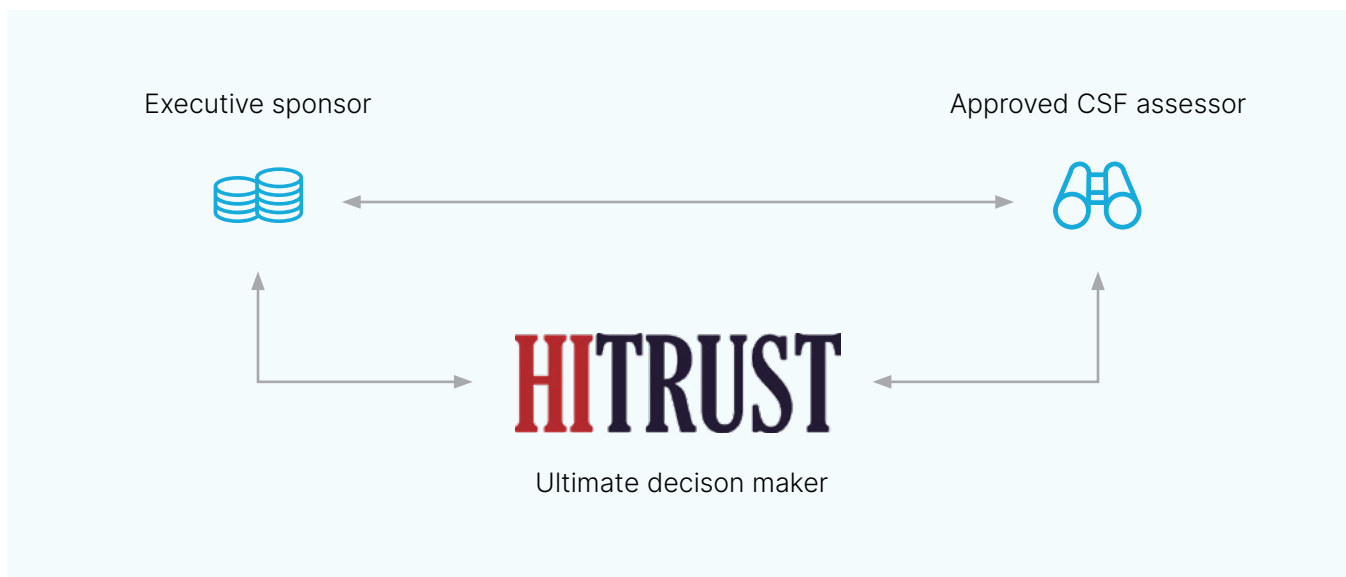 Executive sponsor
Approved CSF assessor
HITRUST
Ultimate decison maker